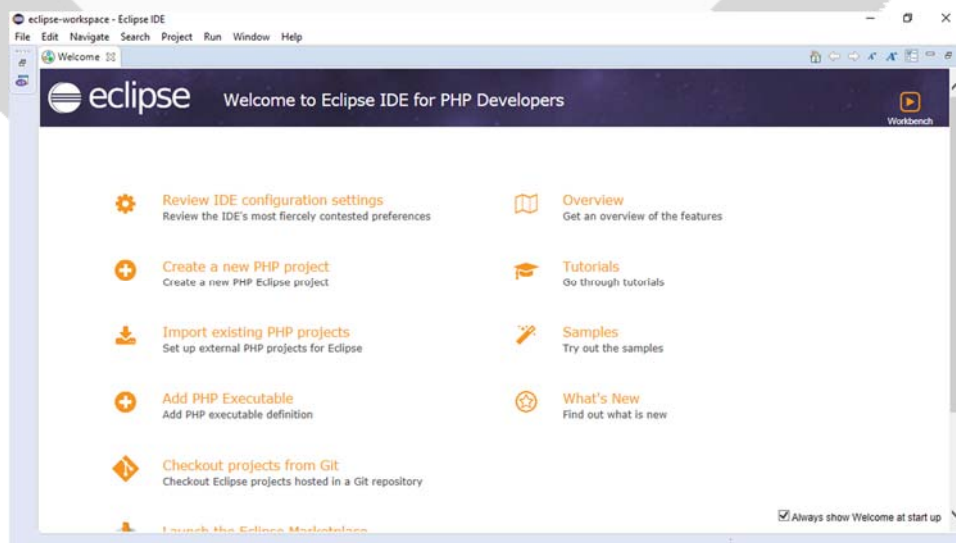 eclipse-workspace - Eclipse IDE
File Edit Navigate Search Project Run Window Help
Welcome
eclipse Welcome to Eclipse IDE for PHP Developers
Workbench
Review IDE configuration settings
Review the IDE's most fiercely contested preferences
Overview
Get an overview of the features
Create a new PHP project
Create a new PHP Eclipse project
Tutorials
Go through tutorials
Import existing PHP projects
Set up external PHP projects for Eclipse
Samples
Try out the samples
Add PHP Executable
Add PHP executable definition
What's New
Find out what is new
Checkout projects from Git
Checkout Eclipse projects hosted in a Git repository
Launch the Eclipse Marketplace
Always show Welcome at start up